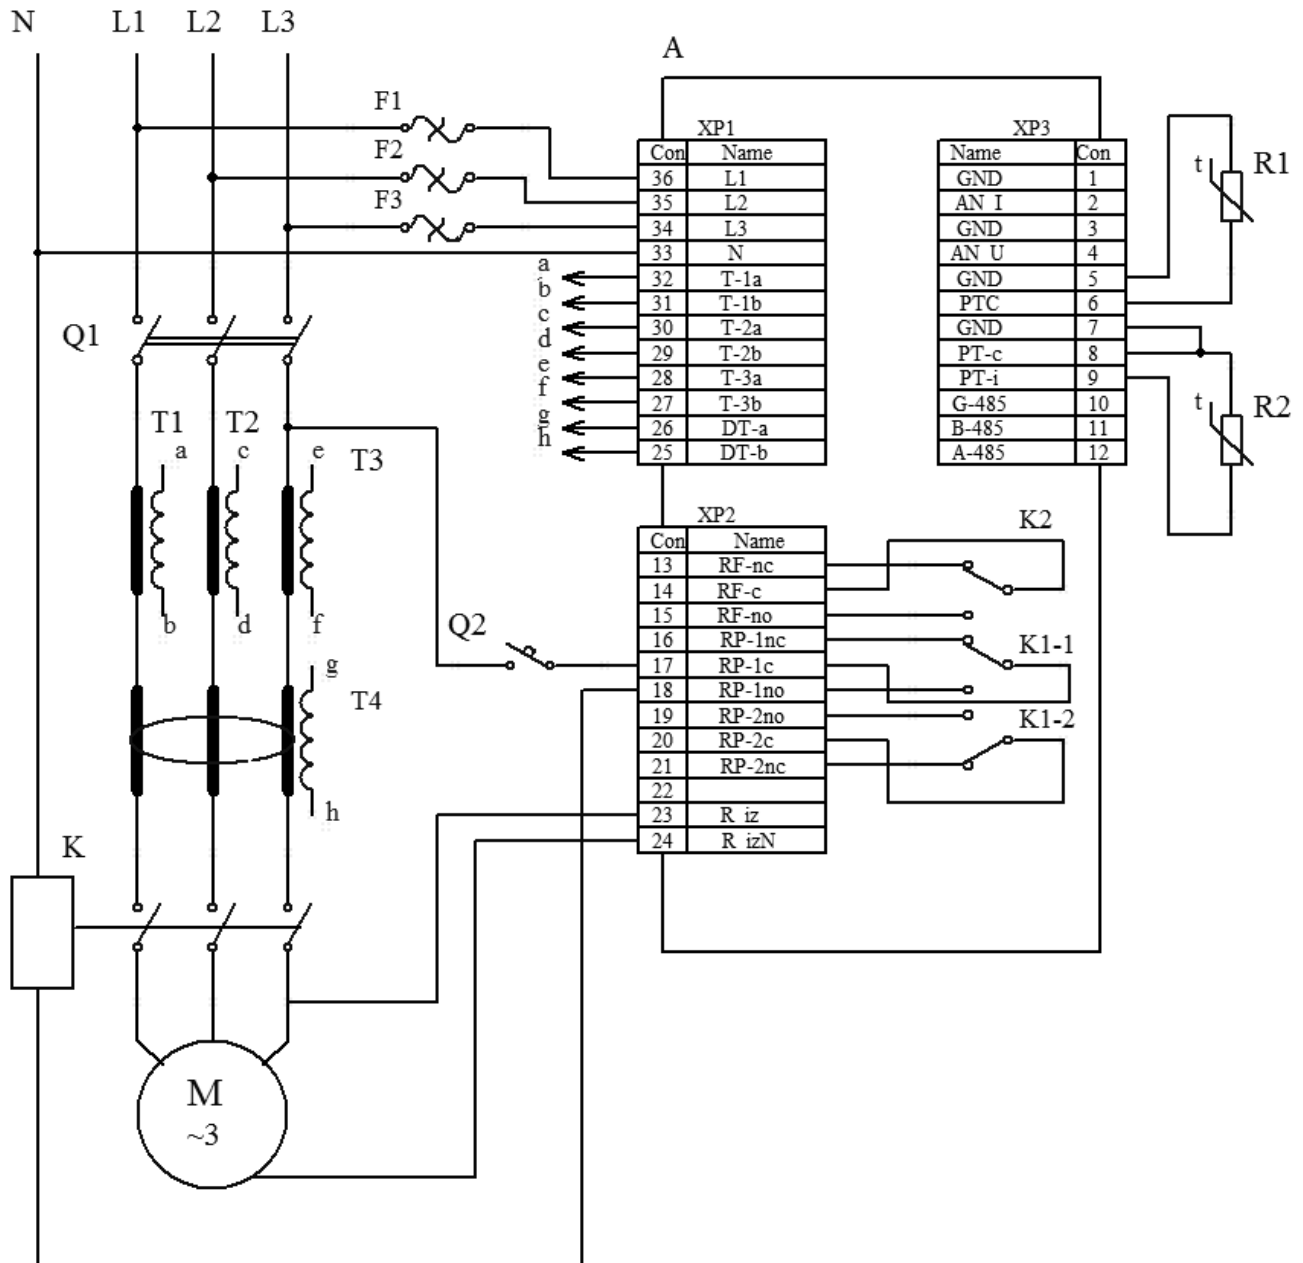 N L1 L2 L3
A
F1
F2
F3
XP1
Con Name
36 L1
35 L2
34 L3
33 N
32 T-1a
31 T-1b
30 T-2a
29 T-2b
28 T-3a
27 T-3b
26 DT-a
25 DT-b
a
b
c
d
e
f
g
h
XP3
Name Con
GND 1
AN I 2
GND 3
AN U 4
GND 5
PTC 6
GND 7
PT-c 8
PT-i 9
G-485 10
B-485 11
A-485 12
t R1
t R2
Q1
T1 T2 T3
a c e
b d f
Q2
g
T4
h
XP2
Con Name
13 RF-nc
14 RF-c
15 RF-no
16 RP-1nc
17 RP-1c
18 RP-1no
19 RP-2no
20 RP-2c
21 RP-2nc
22
23 R iz
24 R izN
K2
K1-1
K1-2
K
M
~3